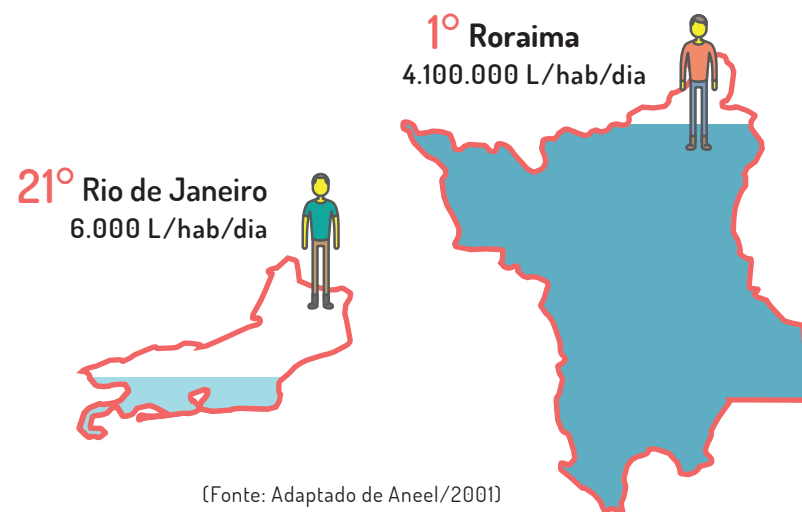 1° Roraima
4.100.000 L/hab/dia
21° Rio de Janeiro
6.000 L/hab/dia
(Fonte: Adaptado de Aneel/2001)